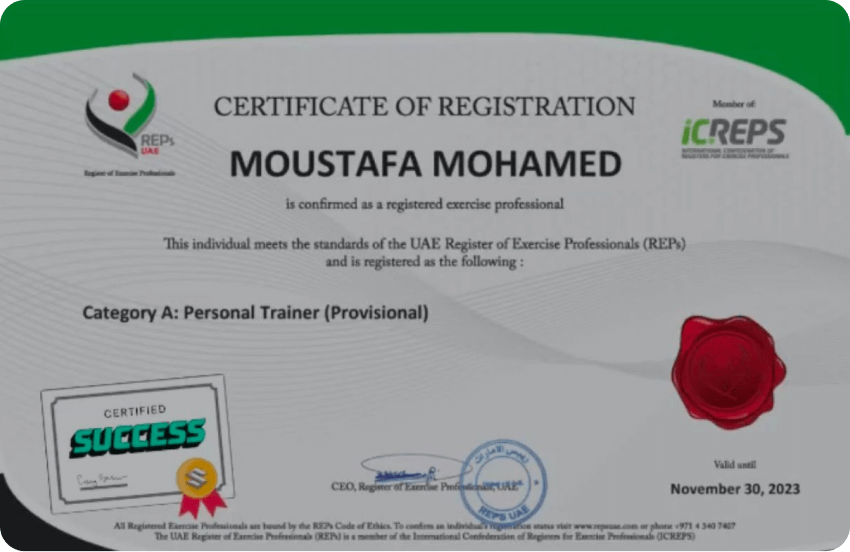 CERTIFICATE OF REGISTRATION
Member of
REPs
UAE
Register of Exercise Professionals
iCREPS
INTERNATIONAL CONFEDERATION OF
REGISTERS FOR EXERCISE PROFESSIONALS
MOUSTAFA MOHAMED
is confirmed as a registered exercise professional
This individual meets the standards of the UAE Register of Exercise Professionals (REPs)
and is registered as the following :
Category A: Personal Trainer (Provisional)
CERTIFIED
SUCCESS
CEO, Register of Exercise Professionals, UAE
REPS UAE
Valid until
November 30, 2023
All Registered Exercise Professionals are bound by the REPs Code of Ethics. To confirm an individual's registration status visit www.repsuae.com or phone +971 4 340 7407
The UAE Register of Exercise Professionals (REPs) is a member of the International Confederation of Registers for Exercise Professionals (ICREPS)